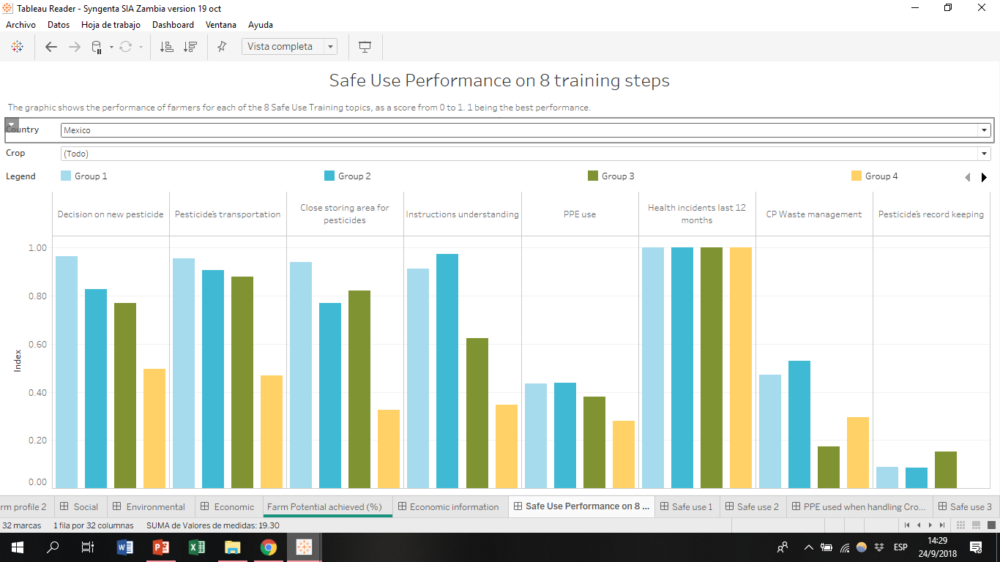 Tableau Reader - Syngenta SIA Zambia version 19 oct
Archivo Datos Hoja de trabajo Dashboard Ventana Ayuda
Vista completa
Safe Use Performance on 8 training steps
The graphic shows the performance of farmers for each of the 8 Safe Use Training topics, as a score from 0 to 1. 1 being the best performance.
Country Mexico
Crop (Todo)
Legend Group 1 Group 2 Group 3 Group 4
Decision on new pesticide
Pesticide´s transportation
Close storing area for
pesticides
Instructions understanding
PPE use
Health incidents last 12
months
CP Waste management
Pesticide´s record keeping
Index
1.00
0.80
0.60
0.40
0.20
0.00
rm profile 2 Social Environmental Economic Farm Potential achieved (%) Economic information Safe Use Performance on 8 ... Safe use 1 Safe use 2 PPE used when handling Cro... Safe use 3
32 marcas 1 fila por 32 columnas SUMA de Valores de medidas: 19.30
ESP
14:29
24/9/2018